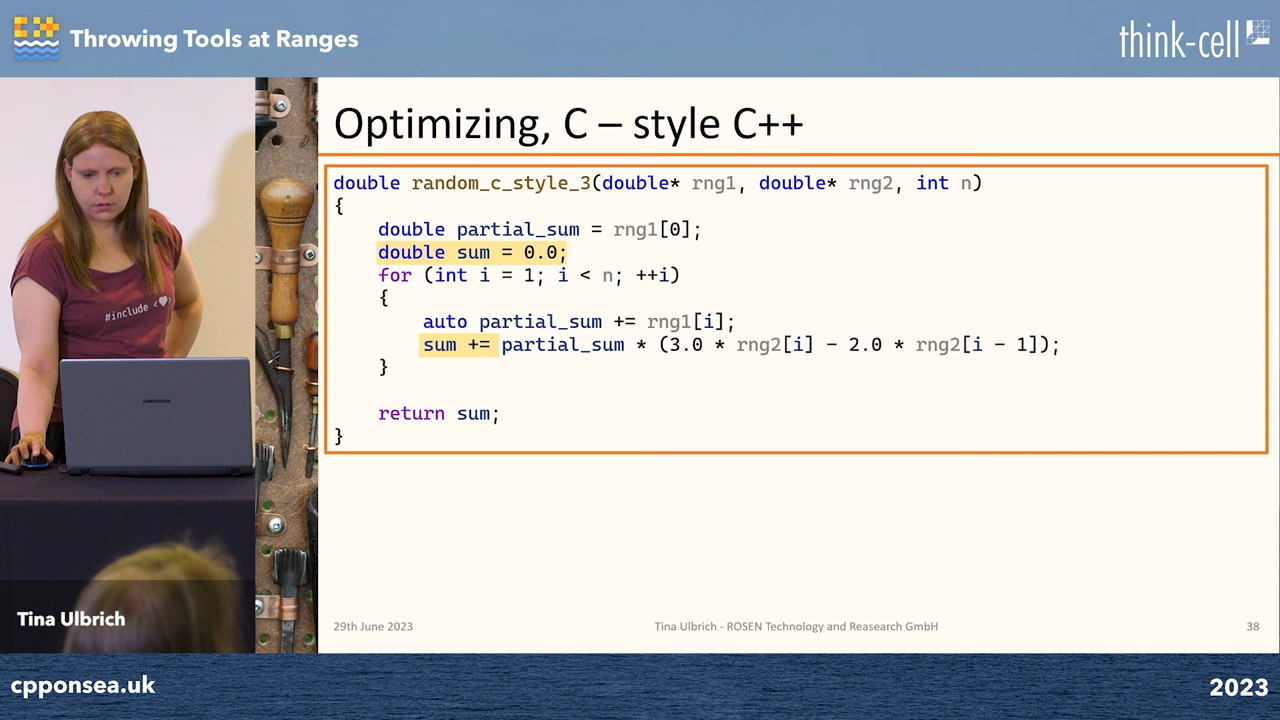 Throwing Tools at Ranges
think-cell
Optimizing, C – style C++
double random_c_style_3(double* rng1, double* rng2, int n)
{
double partial_sum = rng1[0];
double sum = 0.0;
for (int i = 1; i < n; ++i)
{
auto partial_sum += rng1[i];
sum += partial_sum * (3.0 * rng2[i] − 2.0 * rng2[i − 1]);
}
return sum;
}
#include <
Tina Ulbrich
29th June 2023
Tina Ulbrich - ROSEN Technology and Reasearch GmbH
38
cpponsea.uk
2023